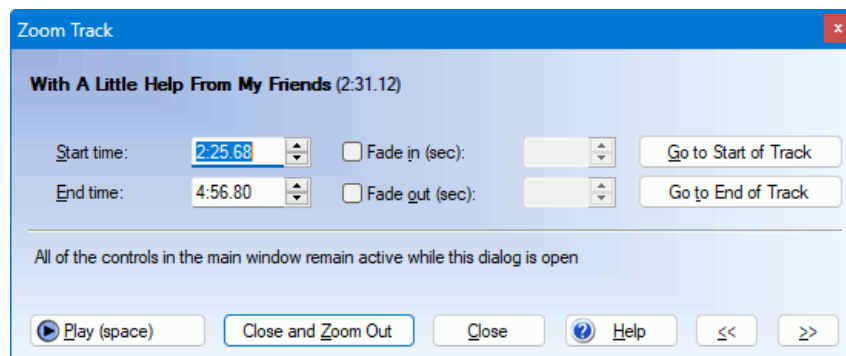 Zoom Track
x
With A Little Help From My Friends (2:31.12)
Start time: 2:25.68 Fade in (sec): Go to Start of Track
End time: 4:56.80 Fade out (sec): Go to End of Track
All of the controls in the main window remain active while this dialog is open
Play (space) Close and Zoom Out Close ? Help << >>